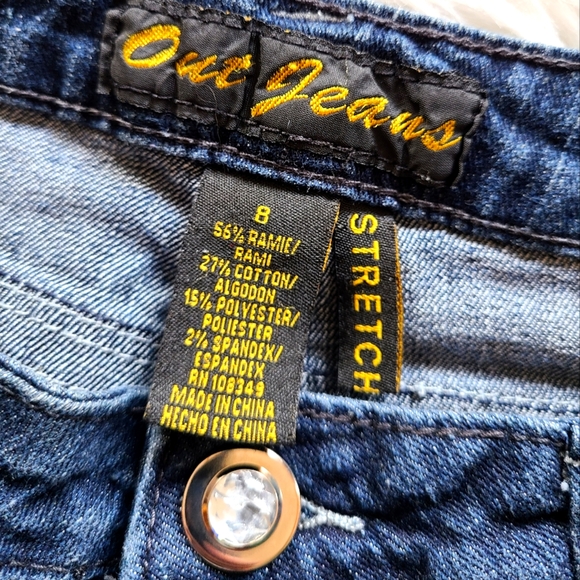 Out Jeans
8
56% RAMIE/
RAMI
27% COTTON/
ALGODON
15% POLYESTER/
POLIESTER
2% SPANDEX/
ESPANDEX
RN 108349
MADE IN CHINA
HECHO EN CHINA
STRETCH